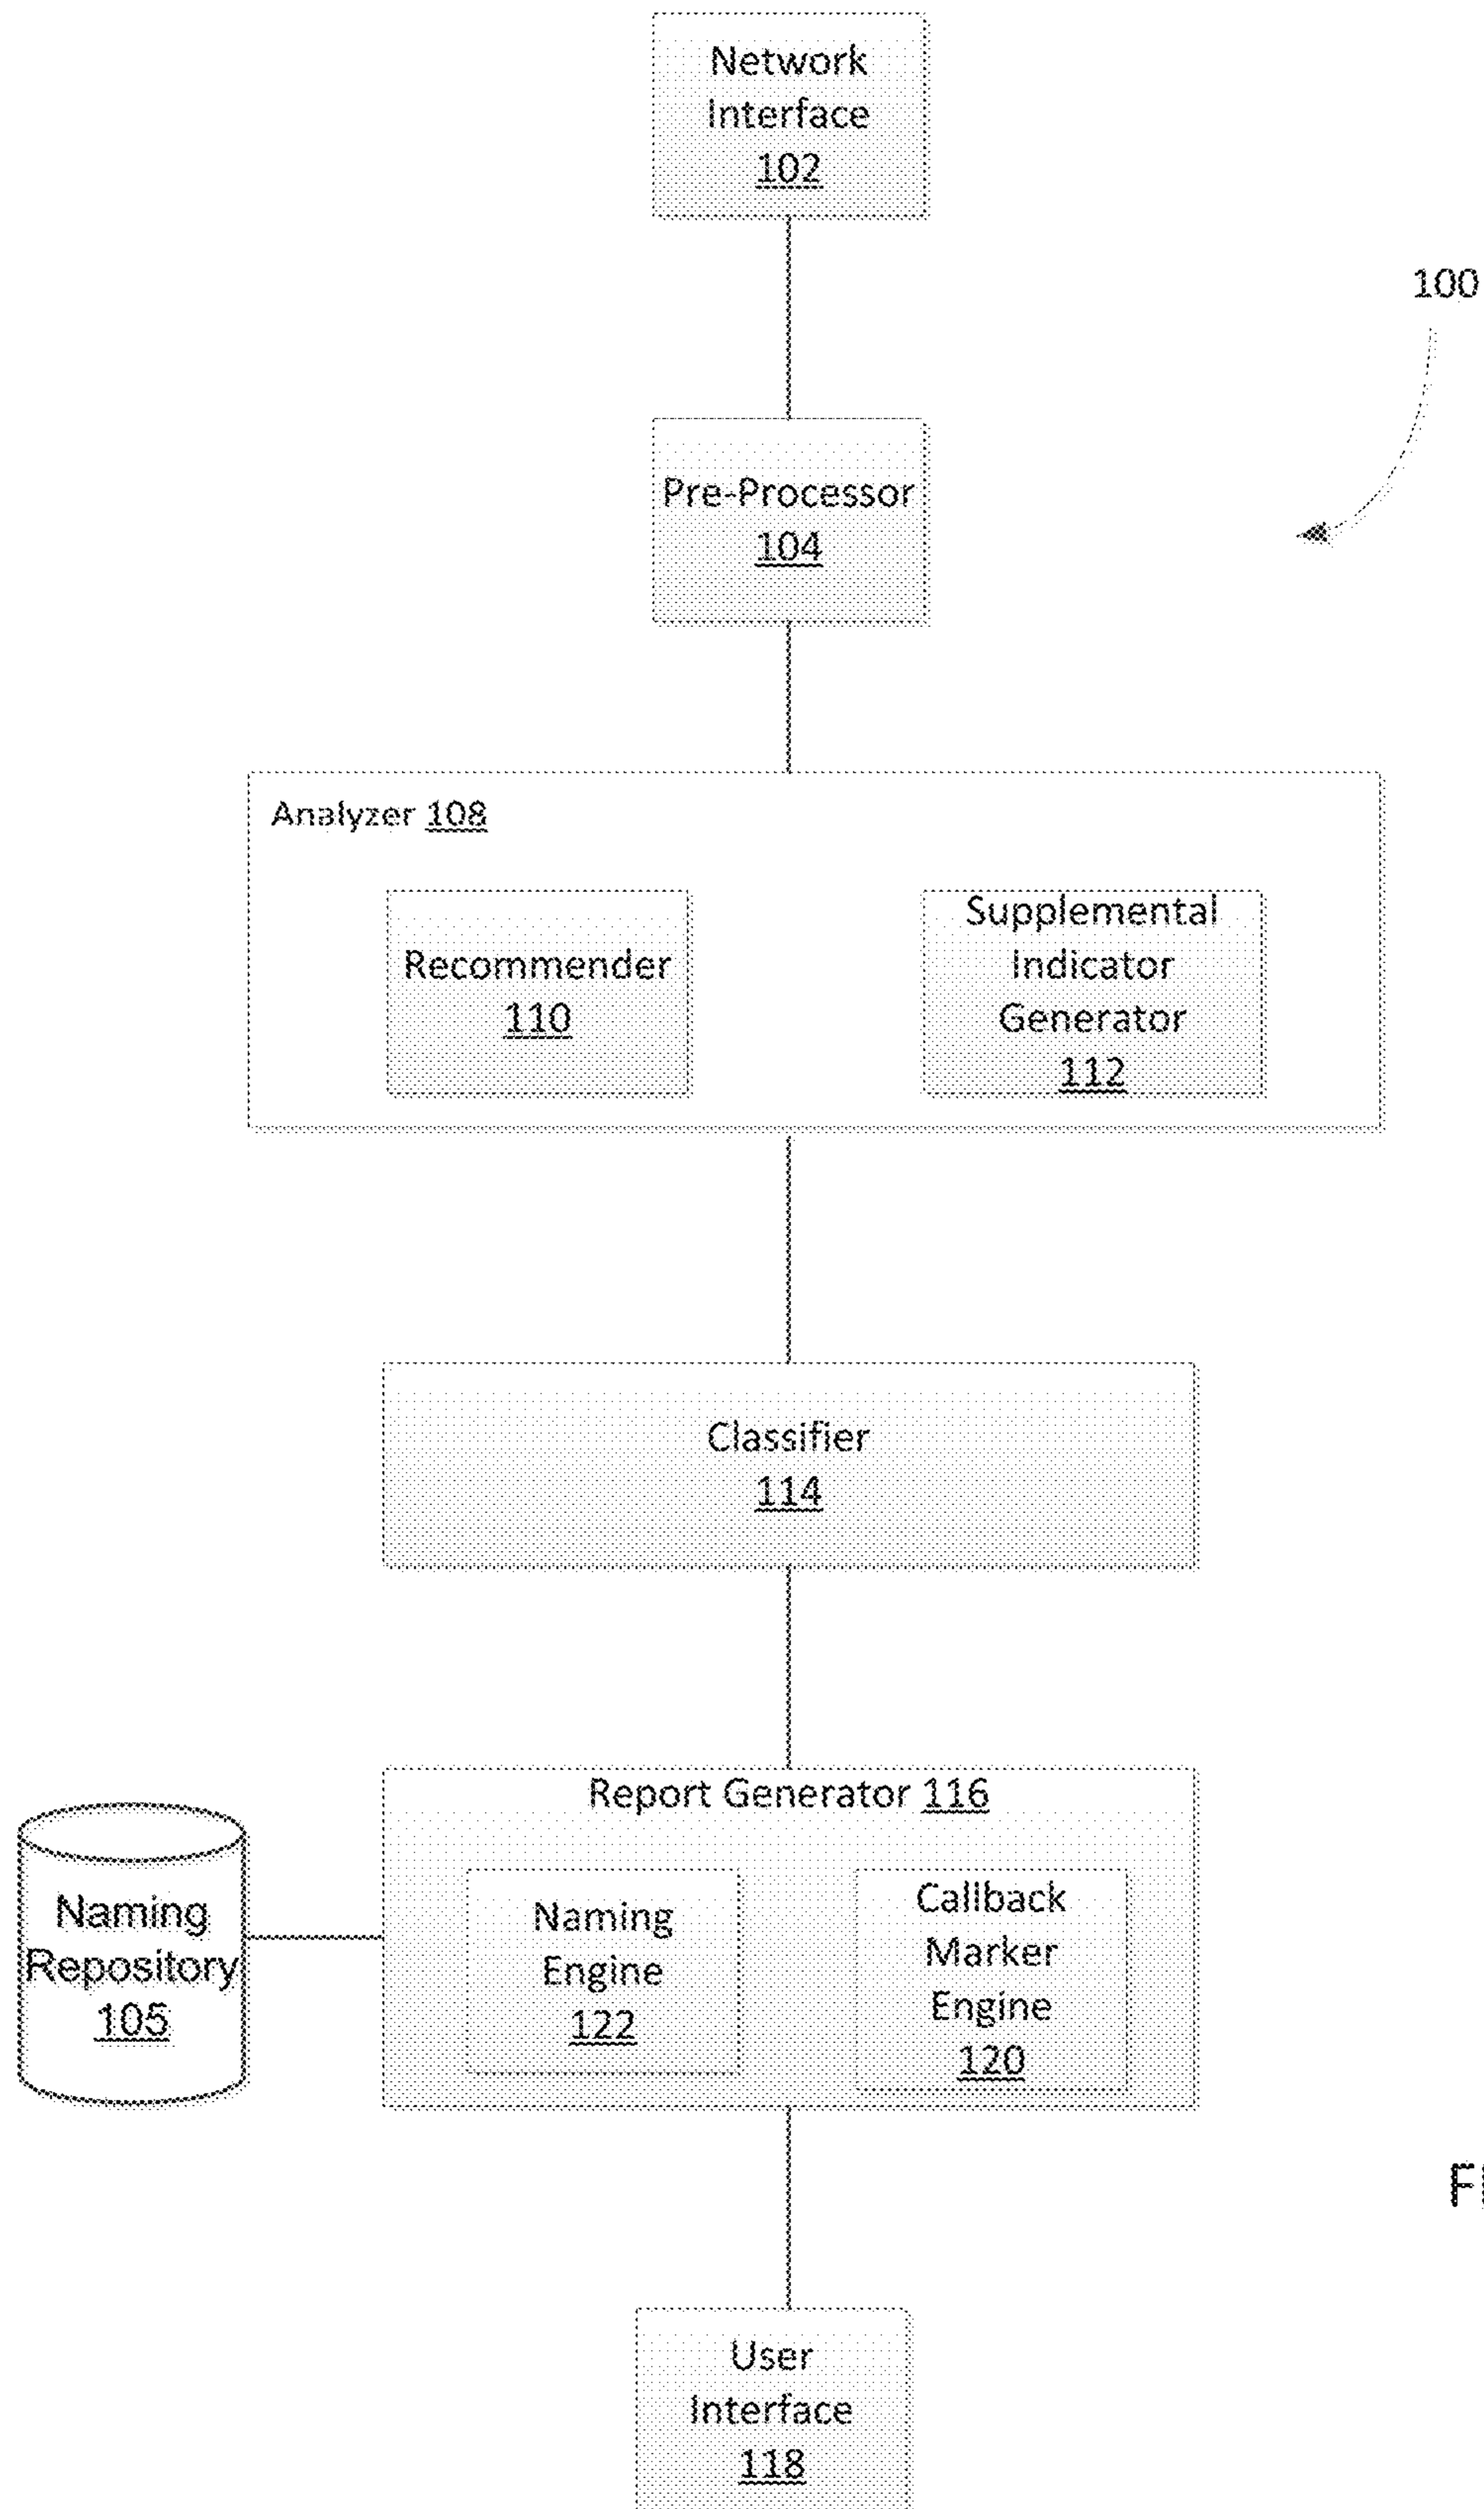 Network
Interface
102
100
Pre-Processor
104
Analyzer 108
Recommender
110
Supplemental
Indicator
Generator
112
Classifier
114
Report Generator 116
Naming
Repository
105
Naming
Engine
122
Callback
Marker
Engine
120
User
Interface
118